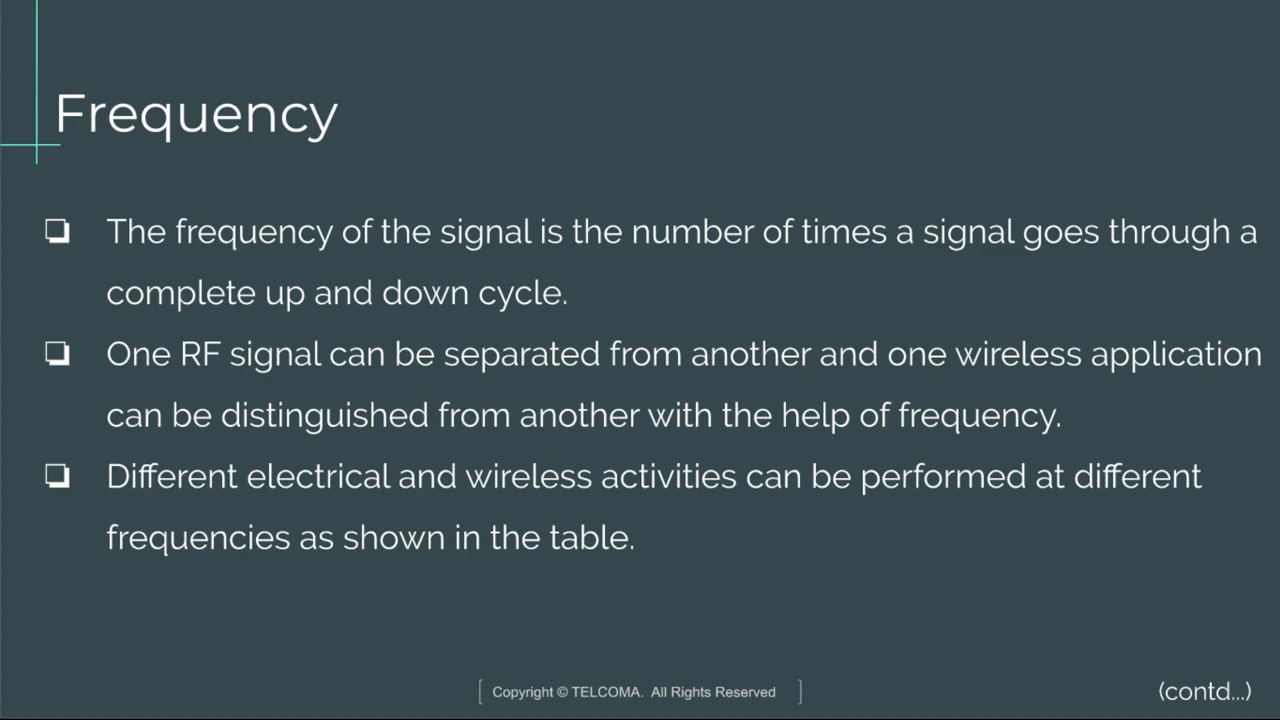 Frequency
The frequency of the signal is the number of times a signal goes through a
complete up and down cycle.
One RF signal can be separated from another and one wireless application
can be distinguished from another with the help of frequency.
Different electrical and wireless activities can be performed at different
frequencies as shown in the table.
Copyright © TELCOMA. All Rights Reserved
(contd...)